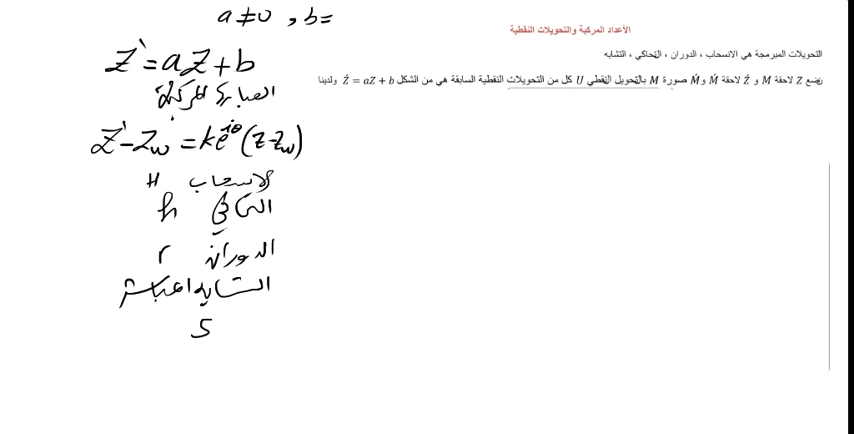 الأعداد المركبة والتحويلات النقطية
التحويلات المبرمجة هي الانسحاب ، الدوران ، التحاكي ، التشابه
نضع Z لاحقة M و Ź لاحقة Ḿ و Ḿ صورة M بالتحويل النقطي U كل من التحويلات النقطية السابقة هي من الشكل Ź = aZ + b ولدينا
a ≠ 0 , b =
Z' = aZ + b
العبارة المركبة
Z' - Zw = ke^iθ (Z - Zw)
الانسحاب H
التحاكي h
الدوران r
التشابه المباشر
S